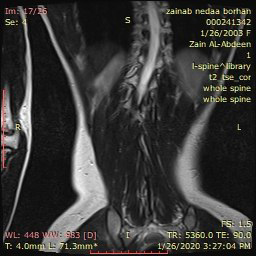 Im: 17/26
Se: 4
S
zainab nedaa borhan
000241342
1/26/2003 F
Zain AL-Abdeen
1
l-spine^library
t2_tse_cor
whole spine
whole spine
R
L
WL: 448 WW: 983 [D]
T: 4.0mm L: 71.3mm*
I
FS: 1.5
TR: 5360.0 TE: 90.0
1/26/2020 3:27:04 PM